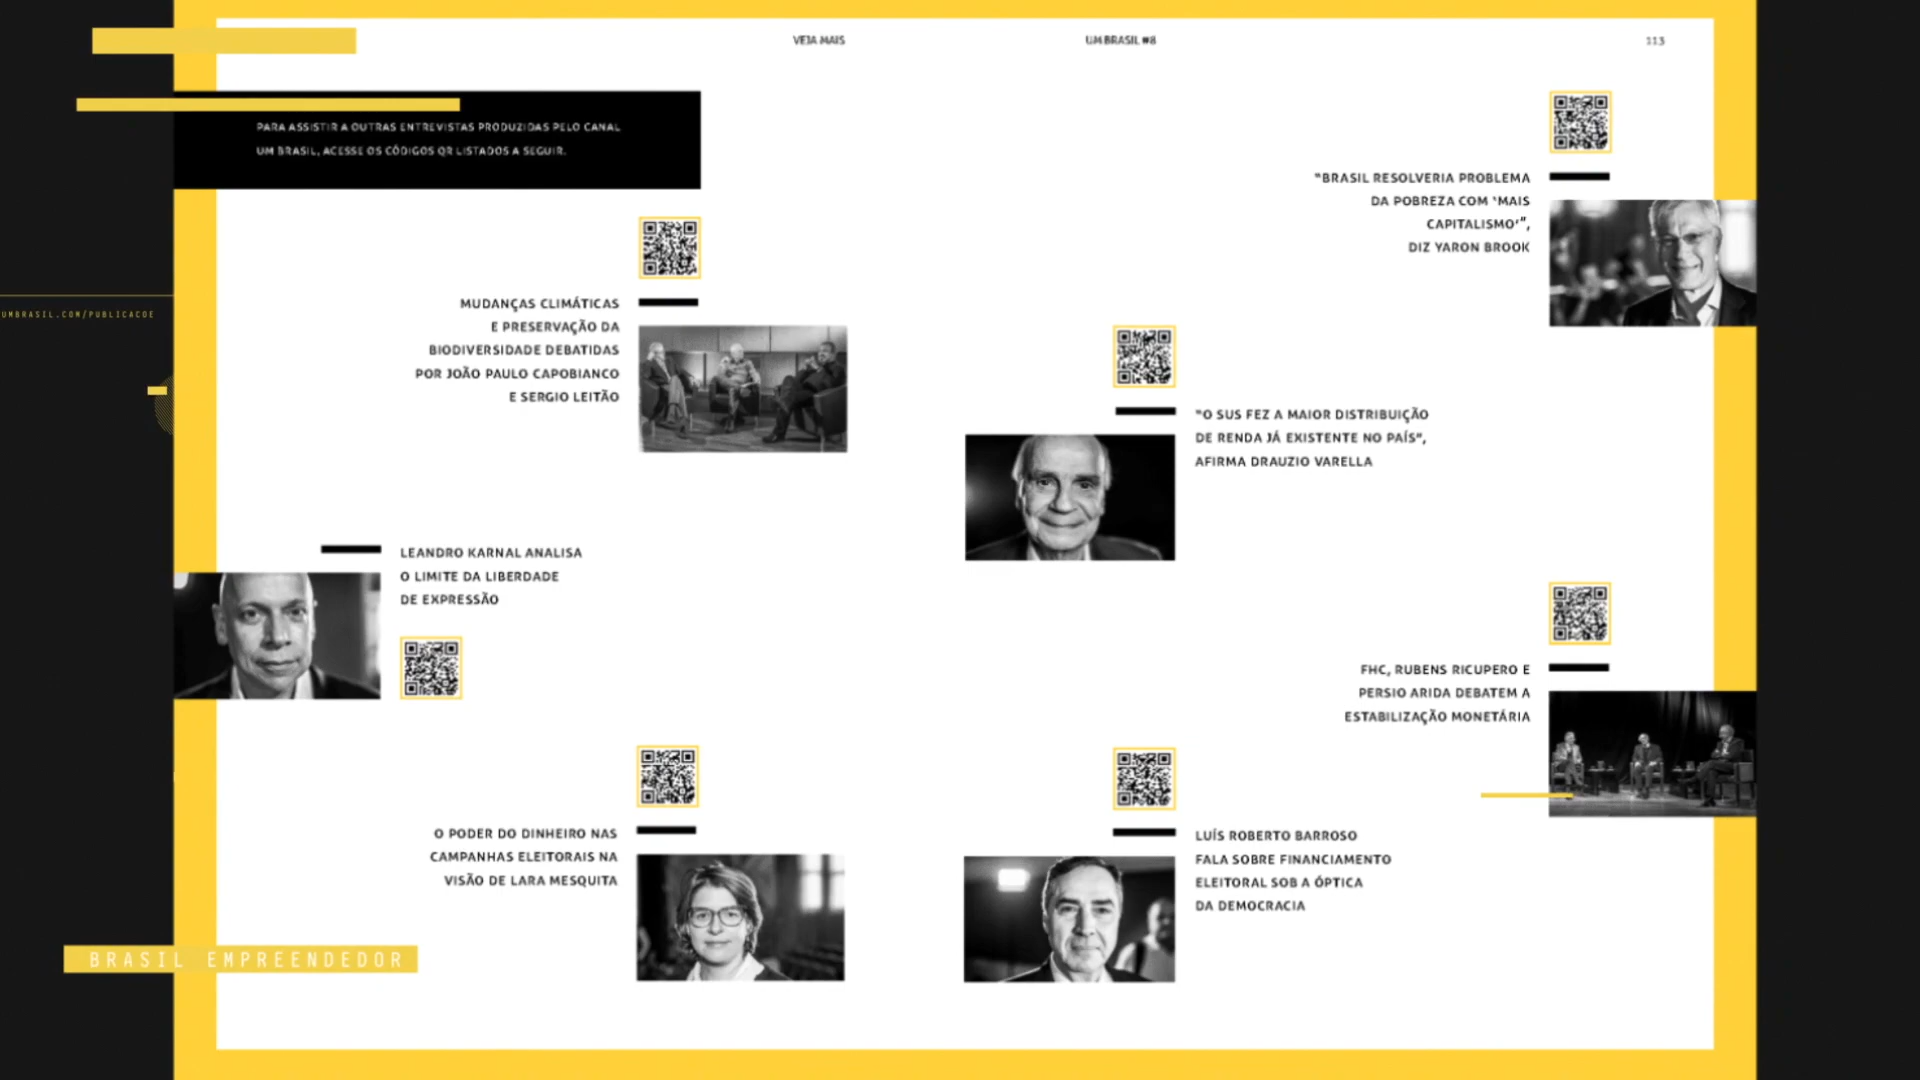 VEJA MAIS
UM BRASIL #8
113
PARA ASSISTIR A OUTRAS ENTREVISTAS PRODUZIDAS PELO CANAL
UM BRASIL, ACESSE OS CÓDIGOS QR LISTADOS A SEGUIR.
UMBRASIL.COM/PUBLICACOE
MUDANÇAS CLIMÁTICAS
E PRESERVAÇÃO DA
BIODIVERSIDADE DEBATIDAS
POR JOÃO PAULO CAPOBIANCO
E SERGIO LEITÃO
LEANDRO KARNAL ANALISA
O LIMITE DA LIBERDADE
DE EXPRESSÃO
O PODER DO DINHEIRO NAS
CAMPANHAS ELEITORAIS NA
VISÃO DE LARA MESQUITA
"BRASIL RESOLVERIA PROBLEMA
DA POBREZA COM 'MAIS
CAPITALISMO'",
DIZ YARON BROOK
"O SUS FEZ A MAIOR DISTRIBUIÇÃO
DE RENDA JÁ EXISTENTE NO PAÍS",
AFIRMA DRAUZIO VARELLA
FHC, RUBENS RICUPERO E
PERSIO ARIDA DEBATEM A
ESTABILIZAÇÃO MONETÁRIA
LUÍS ROBERTO BARROSO
FALA SOBRE FINANCIAMENTO
ELEITORAL SOB A ÓPTICA
DA DEMOCRACIA
BRASIL EMPREENDEDOR